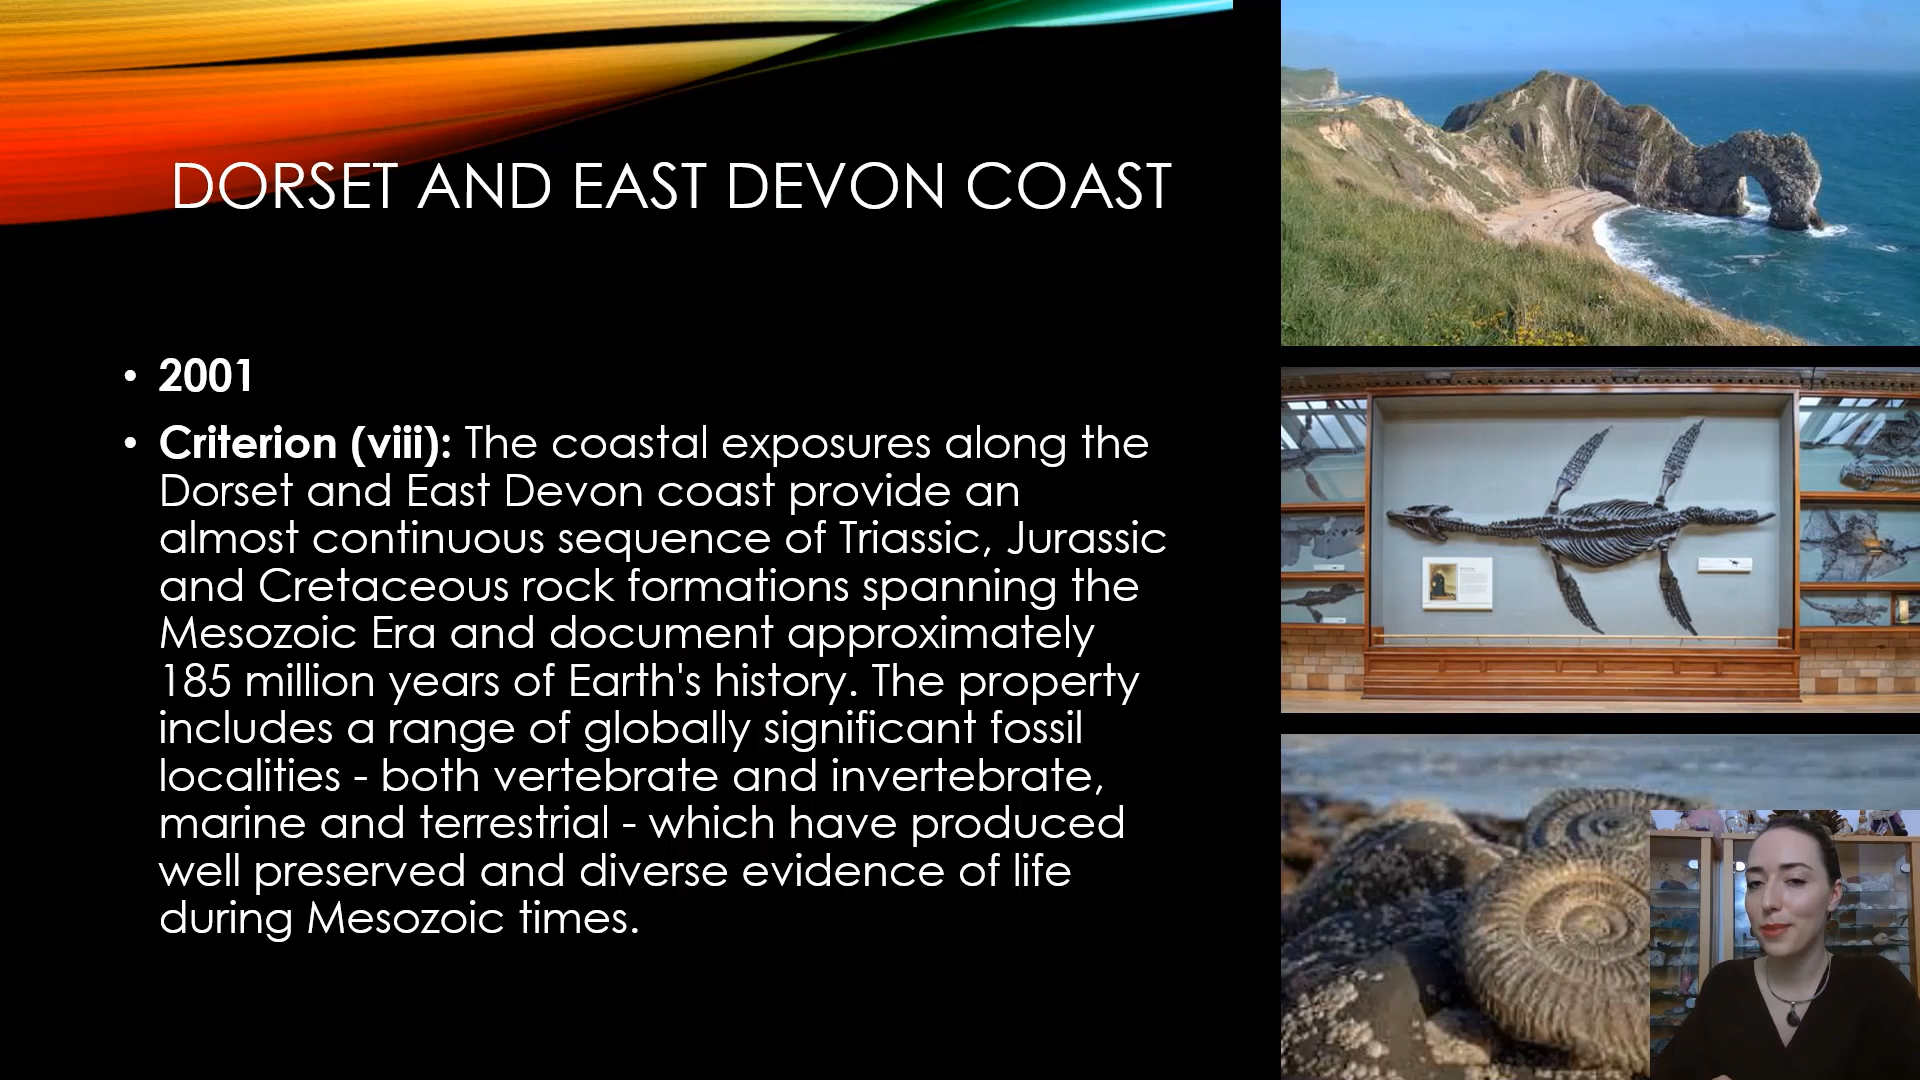 DORSET AND EAST DEVON COAST
• 2001
• Criterion (viii): The coastal exposures along the
Dorset and East Devon coast provide an
almost continuous sequence of Triassic, Jurassic
and Cretaceous rock formations spanning the
Mesozoic Era and document approximately
185 million years of Earth's history. The property
includes a range of globally significant fossil
localities - both vertebrate and invertebrate,
marine and terrestrial - which have produced
well preserved and diverse evidence of life
during Mesozoic times.